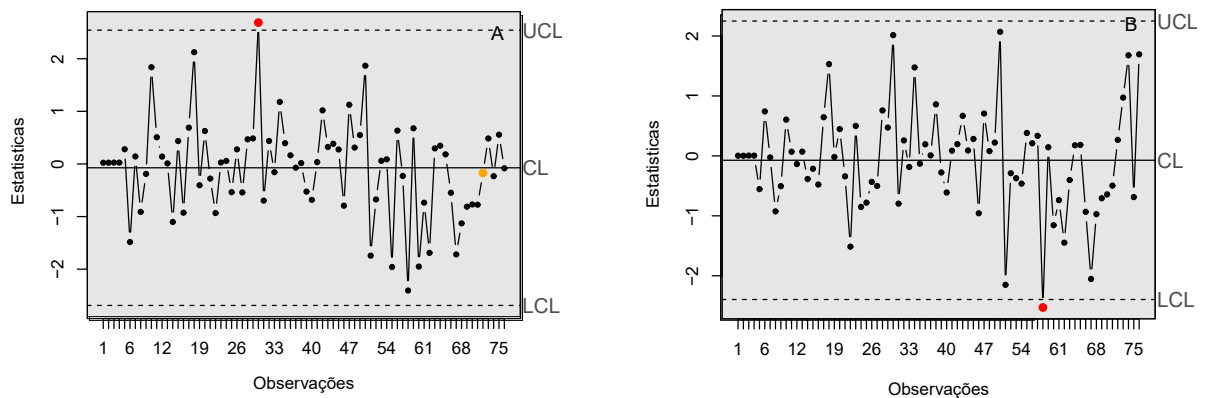 A
UCL
CL
LCL
Estatísticas
2
1
0
−1
−2
1 6 12 19 26 33 40 47 54 61 68 75
Observações
B
UCL
CL
LCL
Estatísticas
2
1
0
−1
−2
1 6 12 19 26 33 40 47 54 61 68 75
Observações